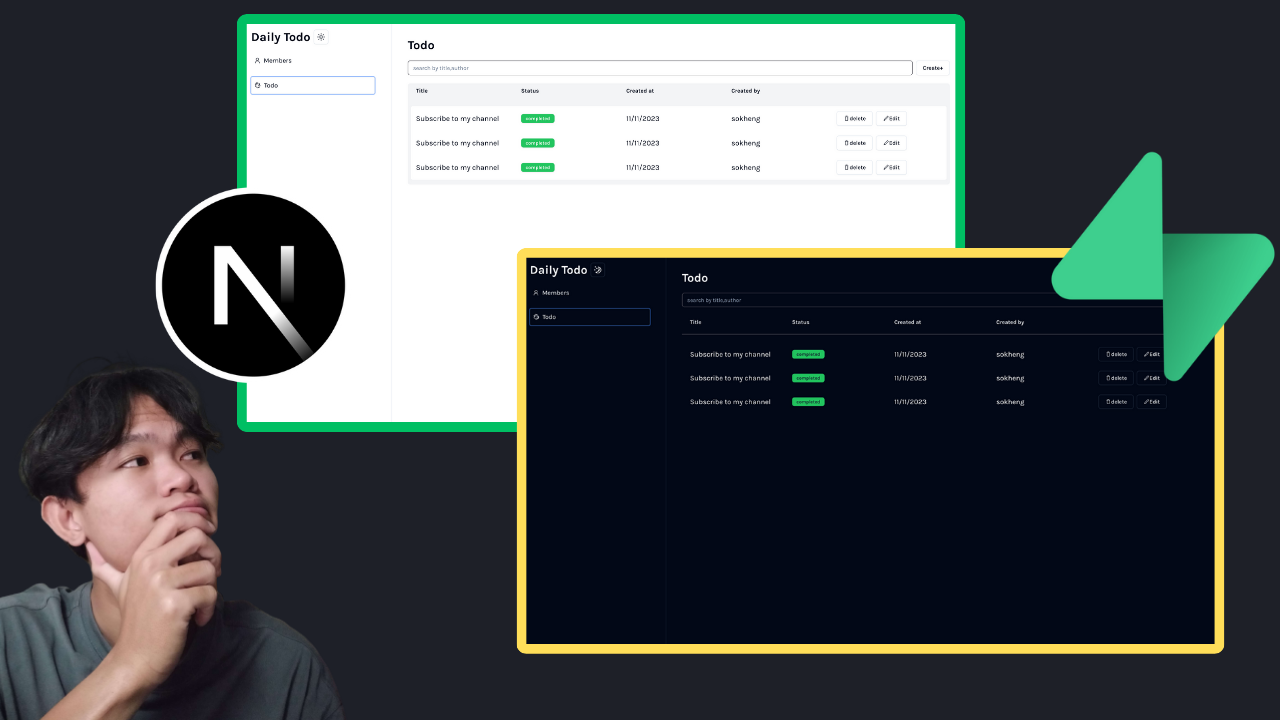 Daily Todo
Members
Todo
Todo
search by title,author
Create+
Title Status Created at Created by
Subscribe to my channel completed 11/11/2023 sokheng delete Edit
Subscribe to my channel completed 11/11/2023 sokheng delete Edit
Subscribe to my channel completed 11/11/2023 sokheng delete Edit
N
Daily Todo
Members
Todo
Todo
search by title,author
Title Status Created at Created by
Subscribe to my channel completed 11/11/2023 sokheng delete Edit
Subscribe to my channel completed 11/11/2023 sokheng delete Edit
Subscribe to my channel completed 11/11/2023 sokheng delete Edit